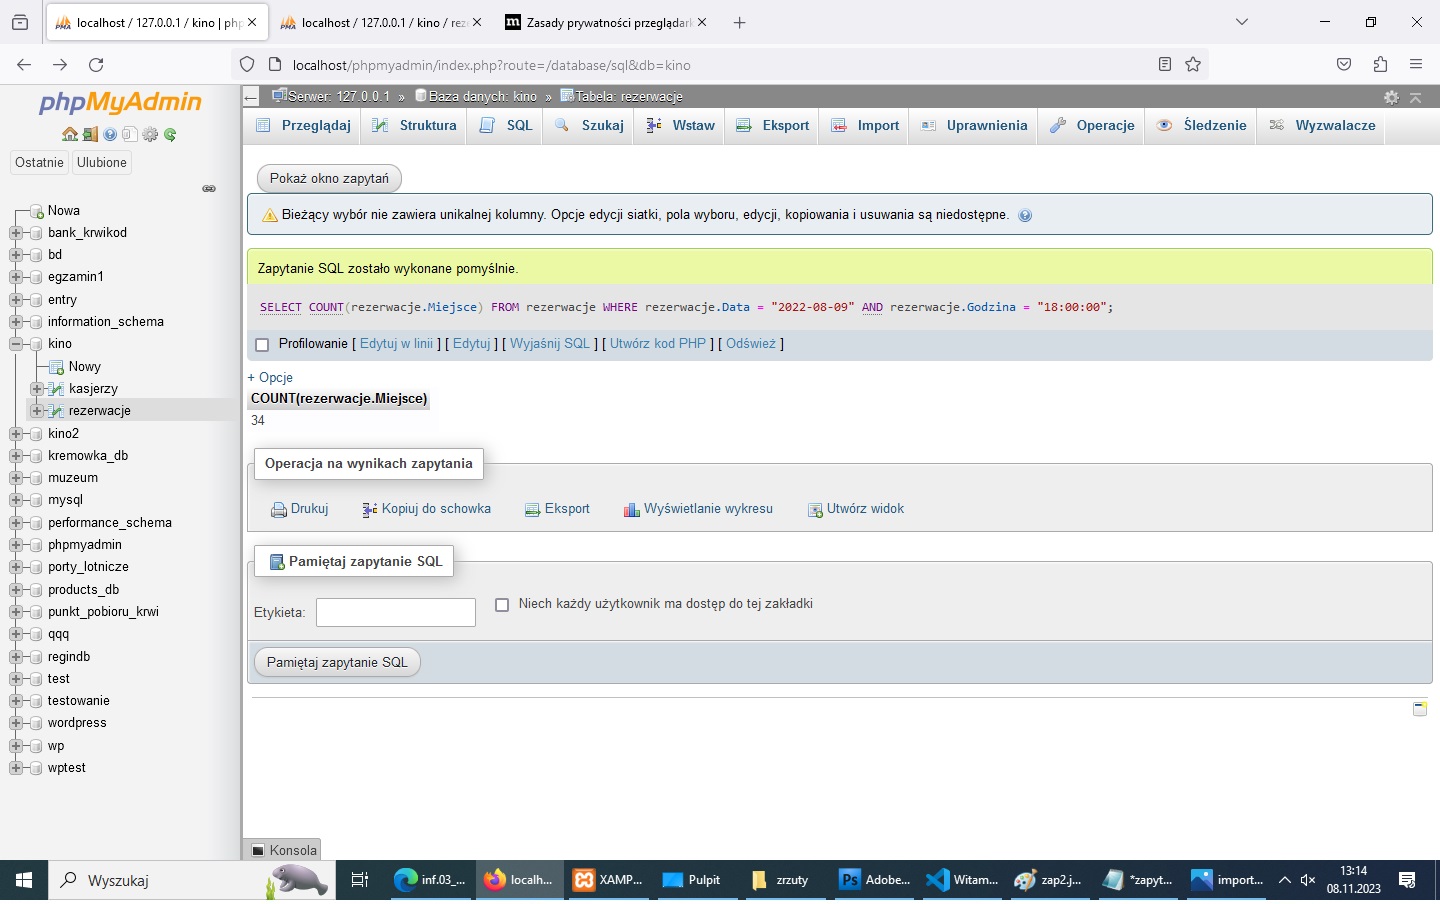 localhost / 127.0.0.1 / kino | php
localhost / 127.0.0.1 / kino / reze
Zasady prywatności przeglądark
localhost/phpmyadmin/index.php?route=/database/sql&db=kino
phpMyAdmin
Ostatnie
Ulubione
Nowa
bank_krwikod
bd
egzamin1
entry
information_schema
kino
Nowy
kasjerzy
rezerwacje
kino2
kremowka_db
muzeum
mysql
performance_schema
phpmyadmin
porty_lotnicze
products_db
punkt_pobioru_krwi
qqq
regindb
test
testowanie
wordpress
wp
wptest
Serwer: 127.0.0.1 » Baza danych: kino » Tabela: rezerwacje
Przeglądaj Struktura SQL Szukaj Wstaw Eksport Import Uprawnienia Operacje Śledzenie Wyzwalacze
Pokaż okno zapytań
Bieżący wybór nie zawiera unikalnej kolumny. Opcje edycji siatki, pola wyboru, edycji, kopiowania i usuwania są niedostępne.
Zapytanie SQL zostało wykonane pomyślnie.
SELECT COUNT(rezerwacje.Miejsce) FROM rezerwacje WHERE rezerwacje.Data = "2022-08-09" AND rezerwacje.Godzina = "18:00:00";
Profilowanie [ Edytuj w linii ] [ Edytuj ] [ Wyjaśnij SQL ] [ Utwórz kod PHP ] [ Odśwież ]
+ Opcje
COUNT(rezerwacje.Miejsce)
34
Operacja na wynikach zapytania
Drukuj Kopiuj do schowka Eksport Wyświetlanie wykresu Utwórz widok
Pamiętaj zapytanie SQL
Etykieta:
Niech każdy użytkownik ma dostęp do tej zakładki
Pamiętaj zapytanie SQL
Konsola
Wyszukaj
inf.03_...
localh...
XAMP...
Pulpit
zrzuty
Adobe...
Witam...
zap2.j...
*zapyt...
import...
13:14
08.11.2023